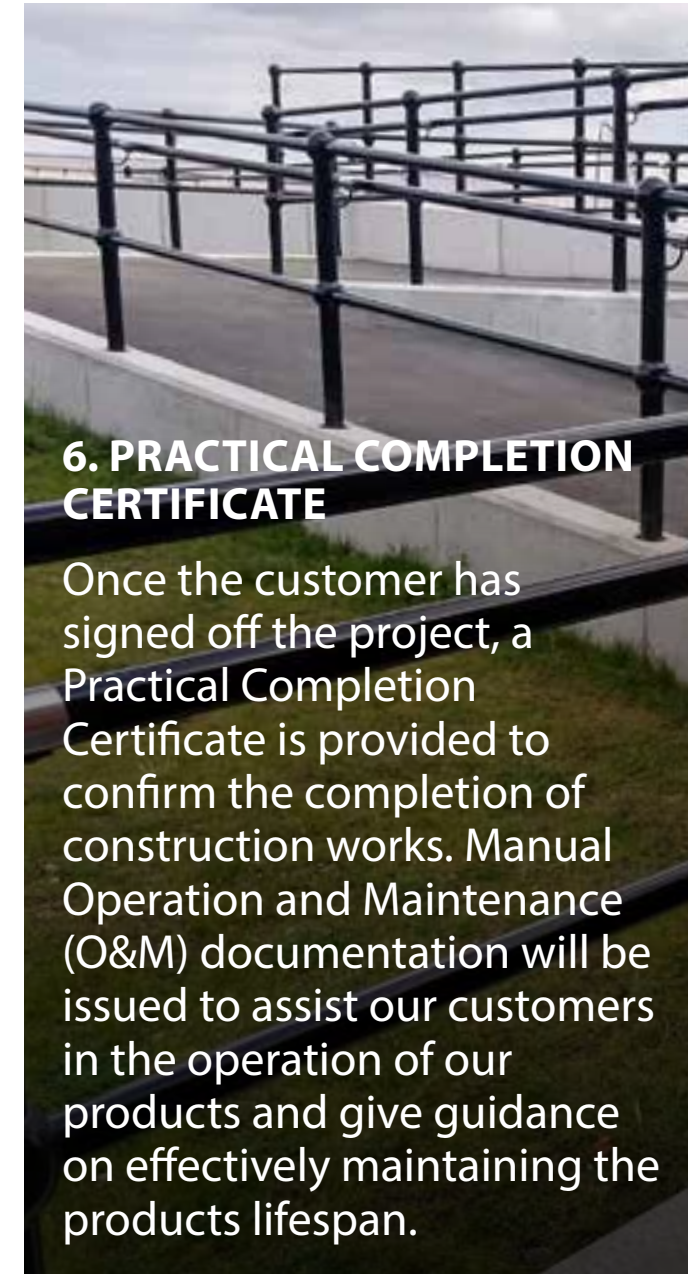 6. PRACTICAL COMPLETION
CERTIFICATE
Once the customer has
signed off the project, a
Practical Completion
Certificate is provided to
confirm the completion of
construction works. Manual
Operation and Maintenance
(O&M) documentation will be
issued to assist our customers
in the operation of our
products and give guidance
on effectively maintaining the
products lifespan.